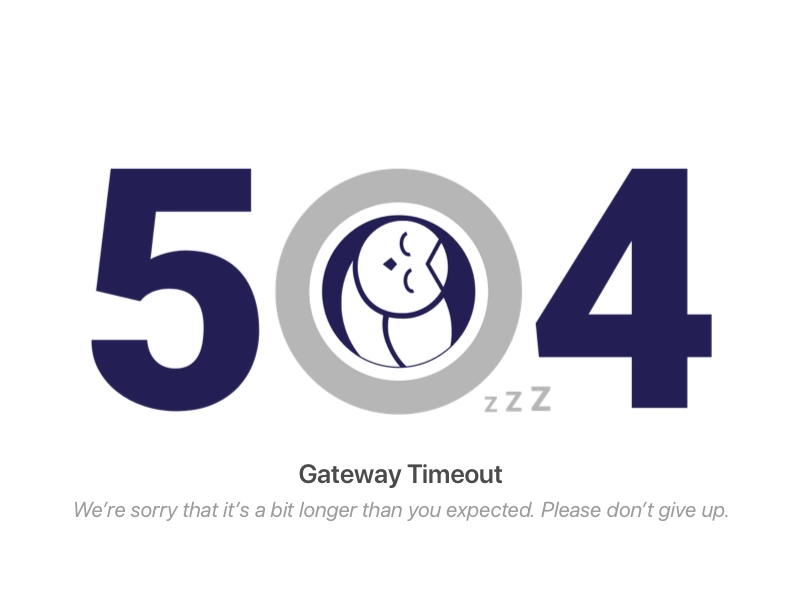 504
zzZ
Gateway Timeout
We’re sorry that it’s a bit longer than you expected. Please don’t give up.